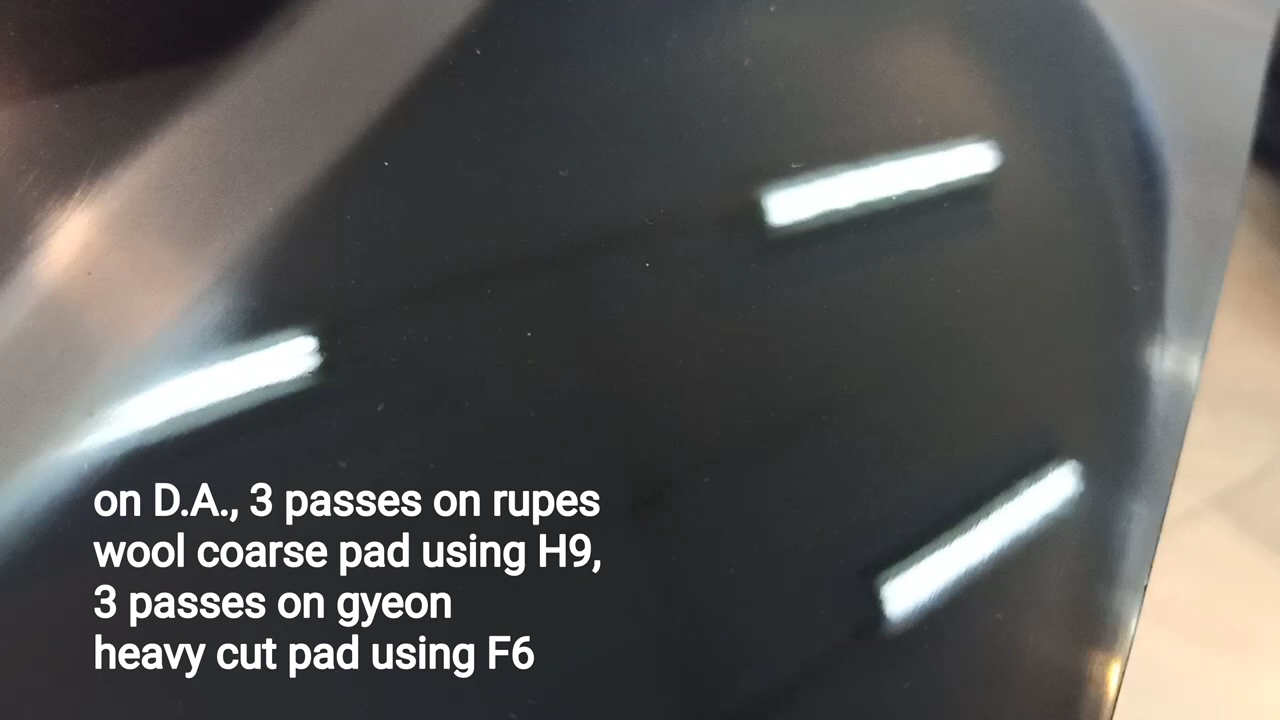 on D.A., 3 passes on rupes
wool coarse pad using H9,
3 passes on gyeon
heavy cut pad using F6